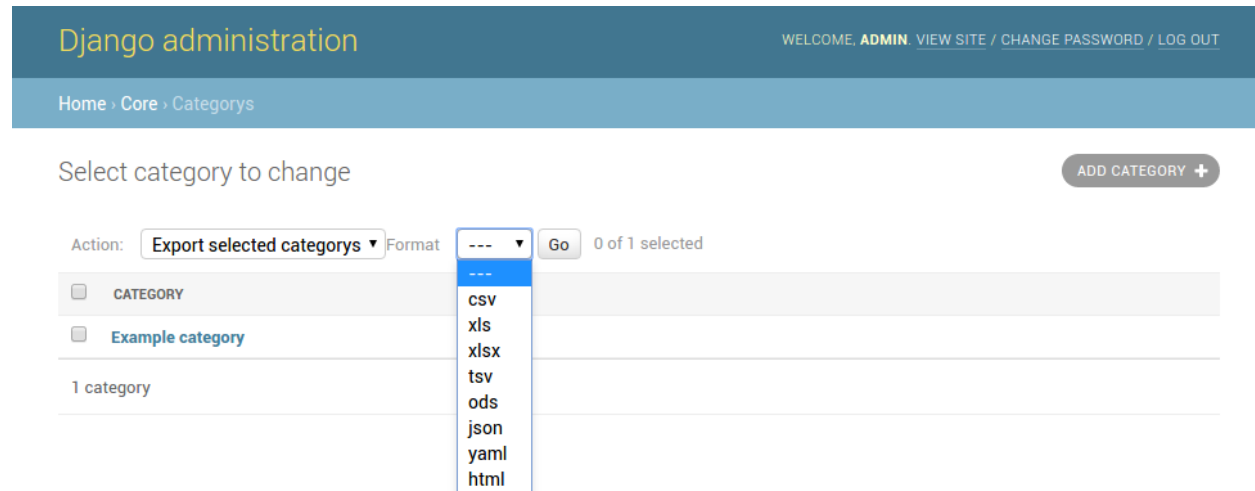 Django administration
WELCOME, ADMIN. VIEW SITE / CHANGE PASSWORD / LOG OUT
Home › Core › Categorys
Select category to change
ADD CATEGORY +
Action: Export selected categorys Format --- Go 0 of 1 selected
---
CATEGORY
csv
xls
Example category
xlsx
tsv
1 category
ods
json
yaml
html